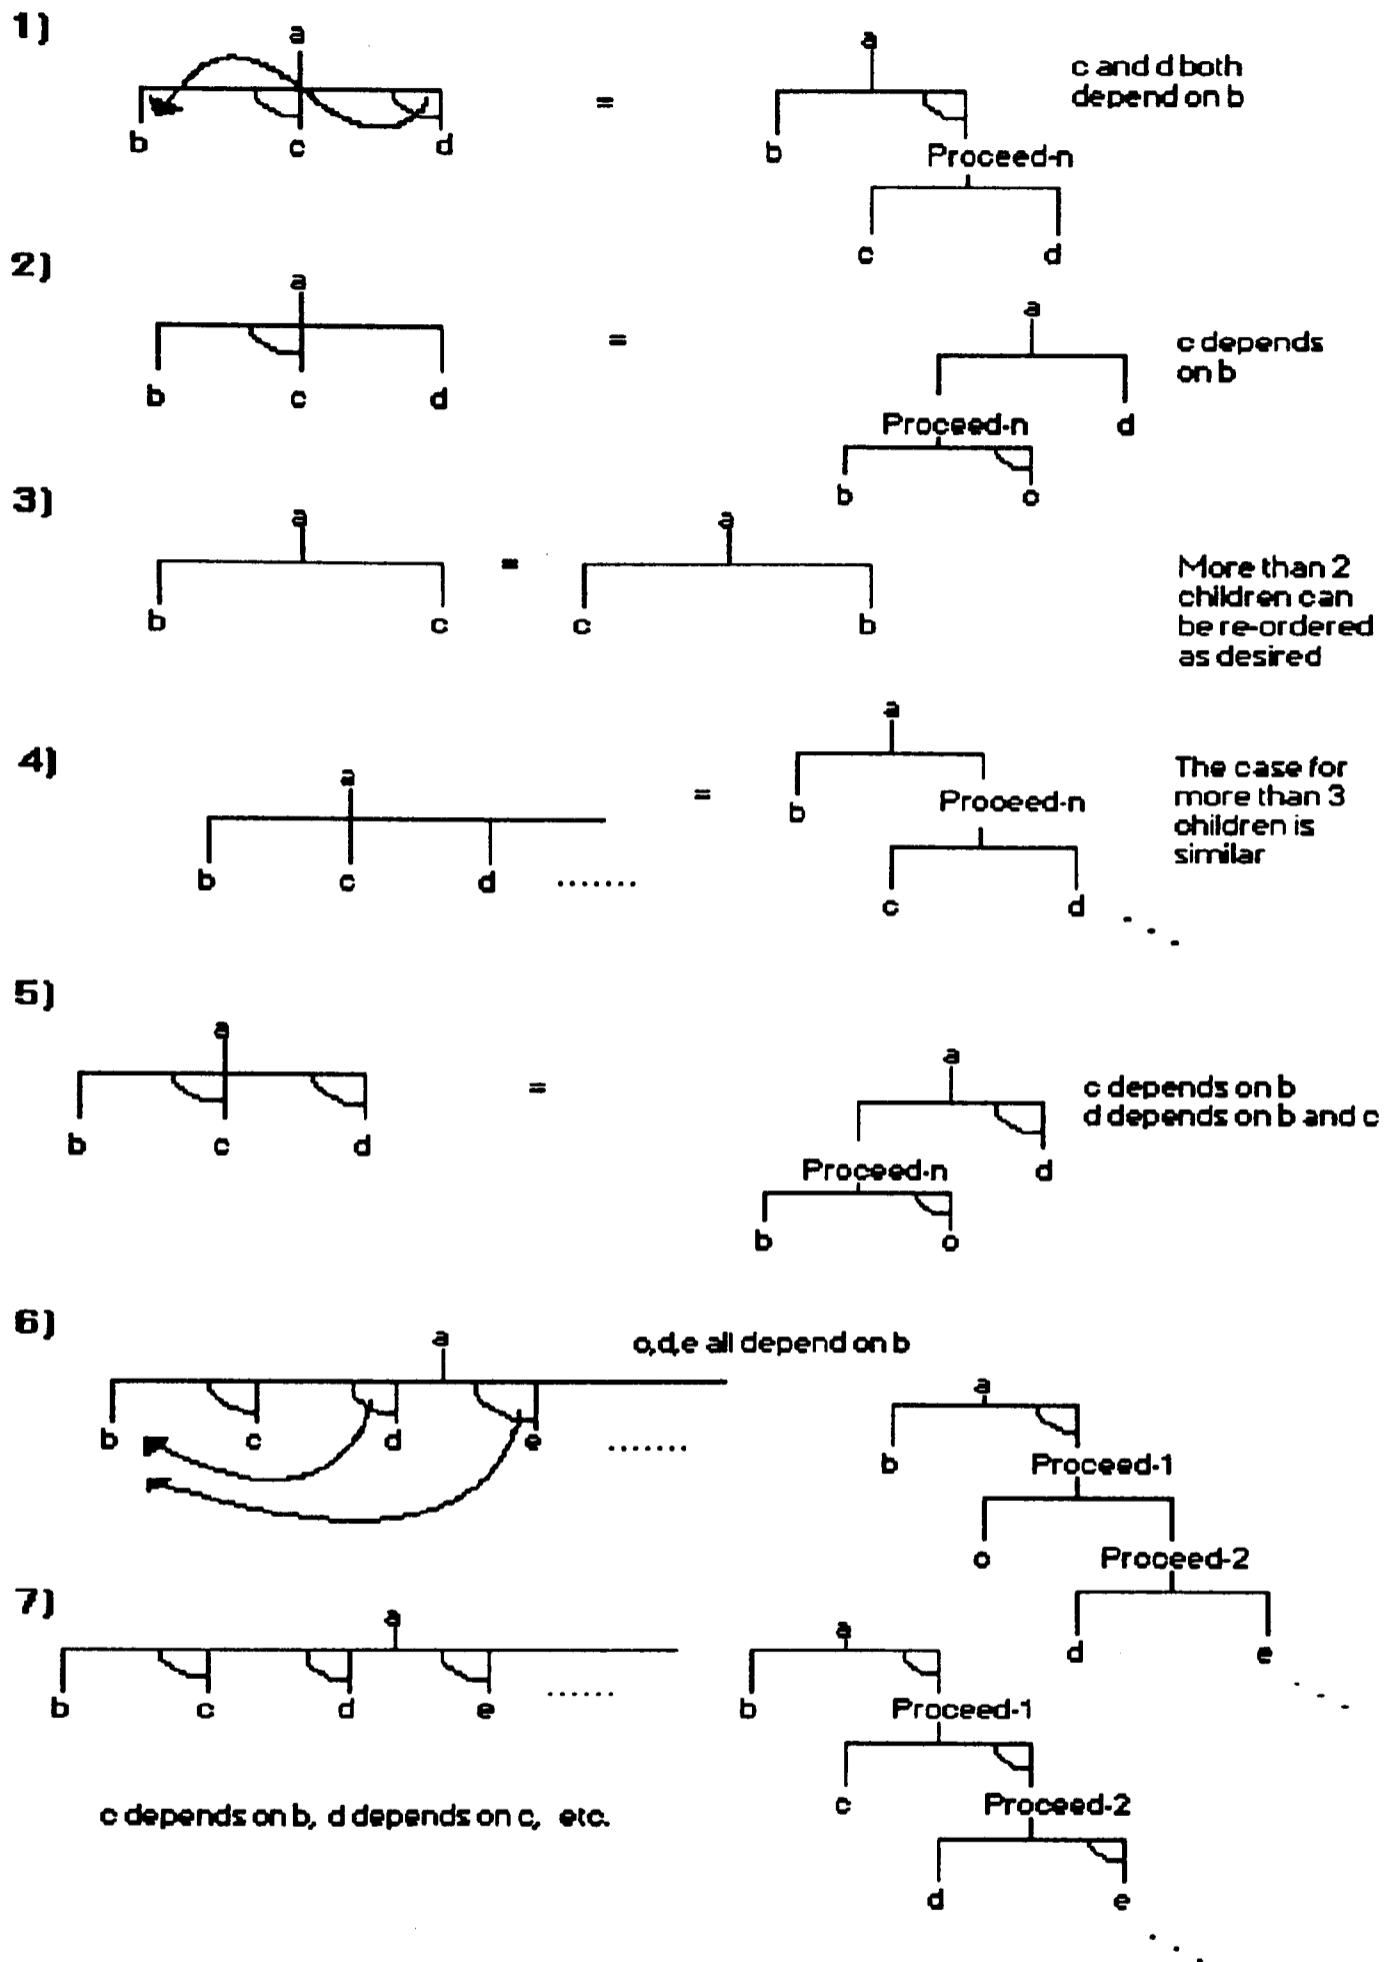 1)
a
b
c
d
=
a
b
Proceed-n
c
d
c and d both
depend on b
2)
a
b
c
d
=
a
Proceed-n
d
b
c
c depends
on b
3)
a
b
c
=
a
c
b
More than 2
children can
be re-ordered
as desired
4)
a
b
c
d
.......
=
a
b
Proceed-n
c
d
. . .
The case for
more than 3
children is
similar
5)
a
b
c
d
=
a
Proceed-n
d
b
c
c depends on b
d depends on b and c
6)
c,d,e all depend on b
a
b
c
d
e
.......
a
b
Proceed-1
c
Proceed-2
d
e
. . .
7)
a
b
c
d
e
......
c depends on b, d depends on c, etc.
a
b
Proceed-1
c
Proceed-2
d
e
. . .